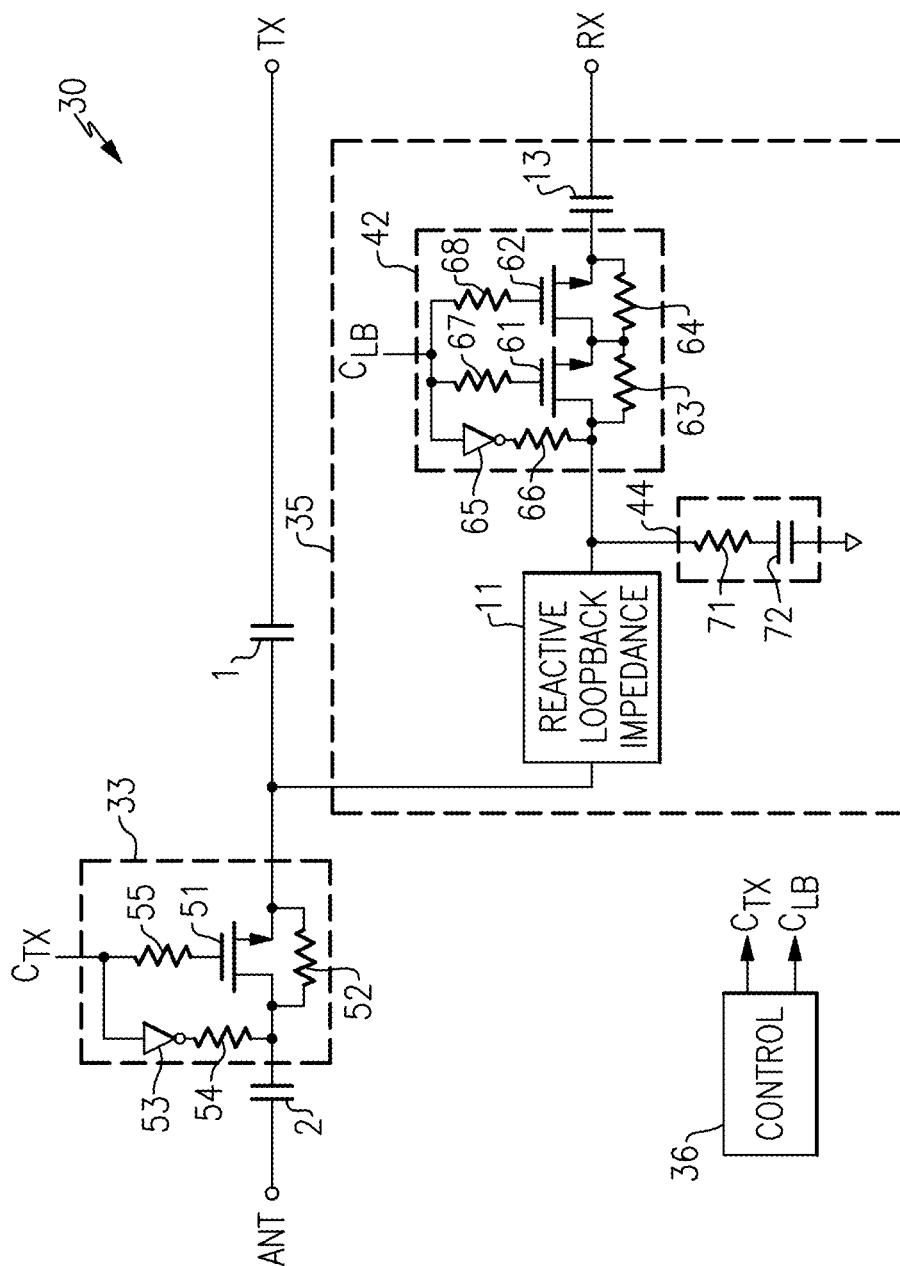 30
TX
RX
ANT
33
C_TX
55
51
53
54
52
2
1
35
C_LB
42
68
62
67
61
65
66
63
64
13
44
71
72
11
REACTIVE
LOOPBACK
IMPEDANCE
36
CONTROL
C_TX
C_LB